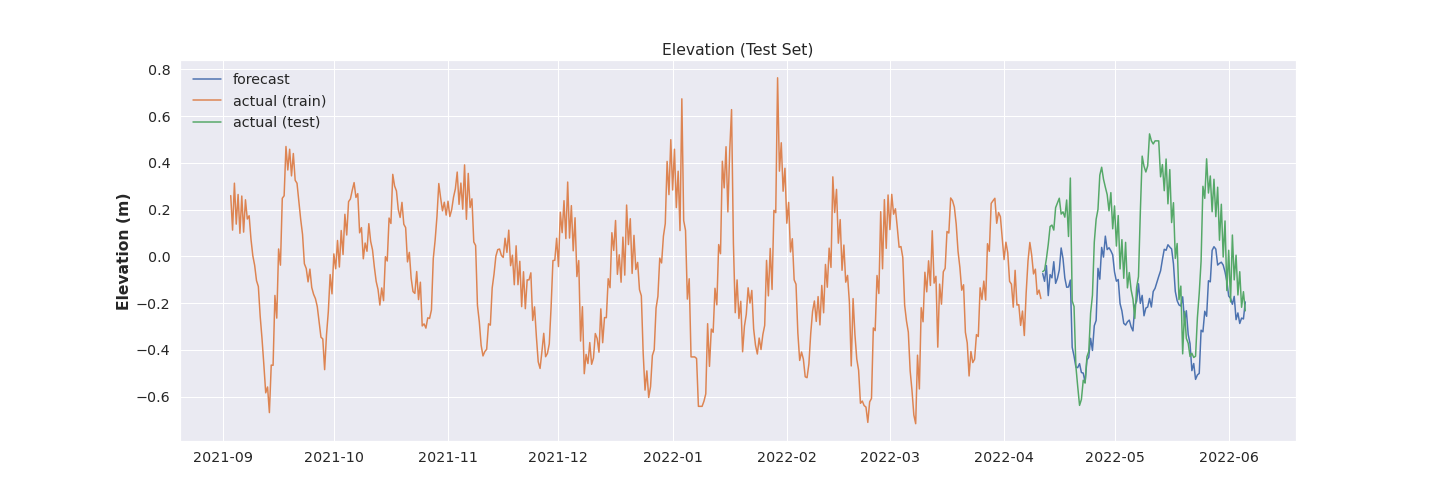 Elevation (Test Set)
forecast
actual (train)
actual (test)
Elevation (m)
0.8
0.6
0.4
0.2
0.0
−0.2
−0.4
−0.6
2021-09 2021-10 2021-11 2021-12 2022-01 2022-02 2022-03 2022-04 2022-05 2022-06